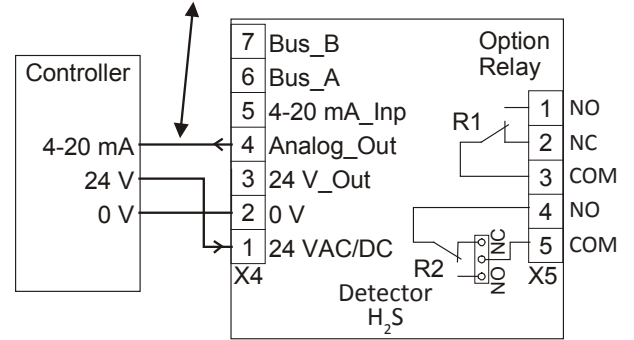 Controller
4-20 mA
24 V
0 V
7 Bus_B
6 Bus_A
5 4-20 mA_Inp
4 Analog_Out
3 24 V_Out
2 0 V
1 24 VAC/DC
X4
Option
Relay
R1
1 NO
2 NC
3 COM
4 NO
5 COM
X5
R2
NC
NO
Detector
H₂S